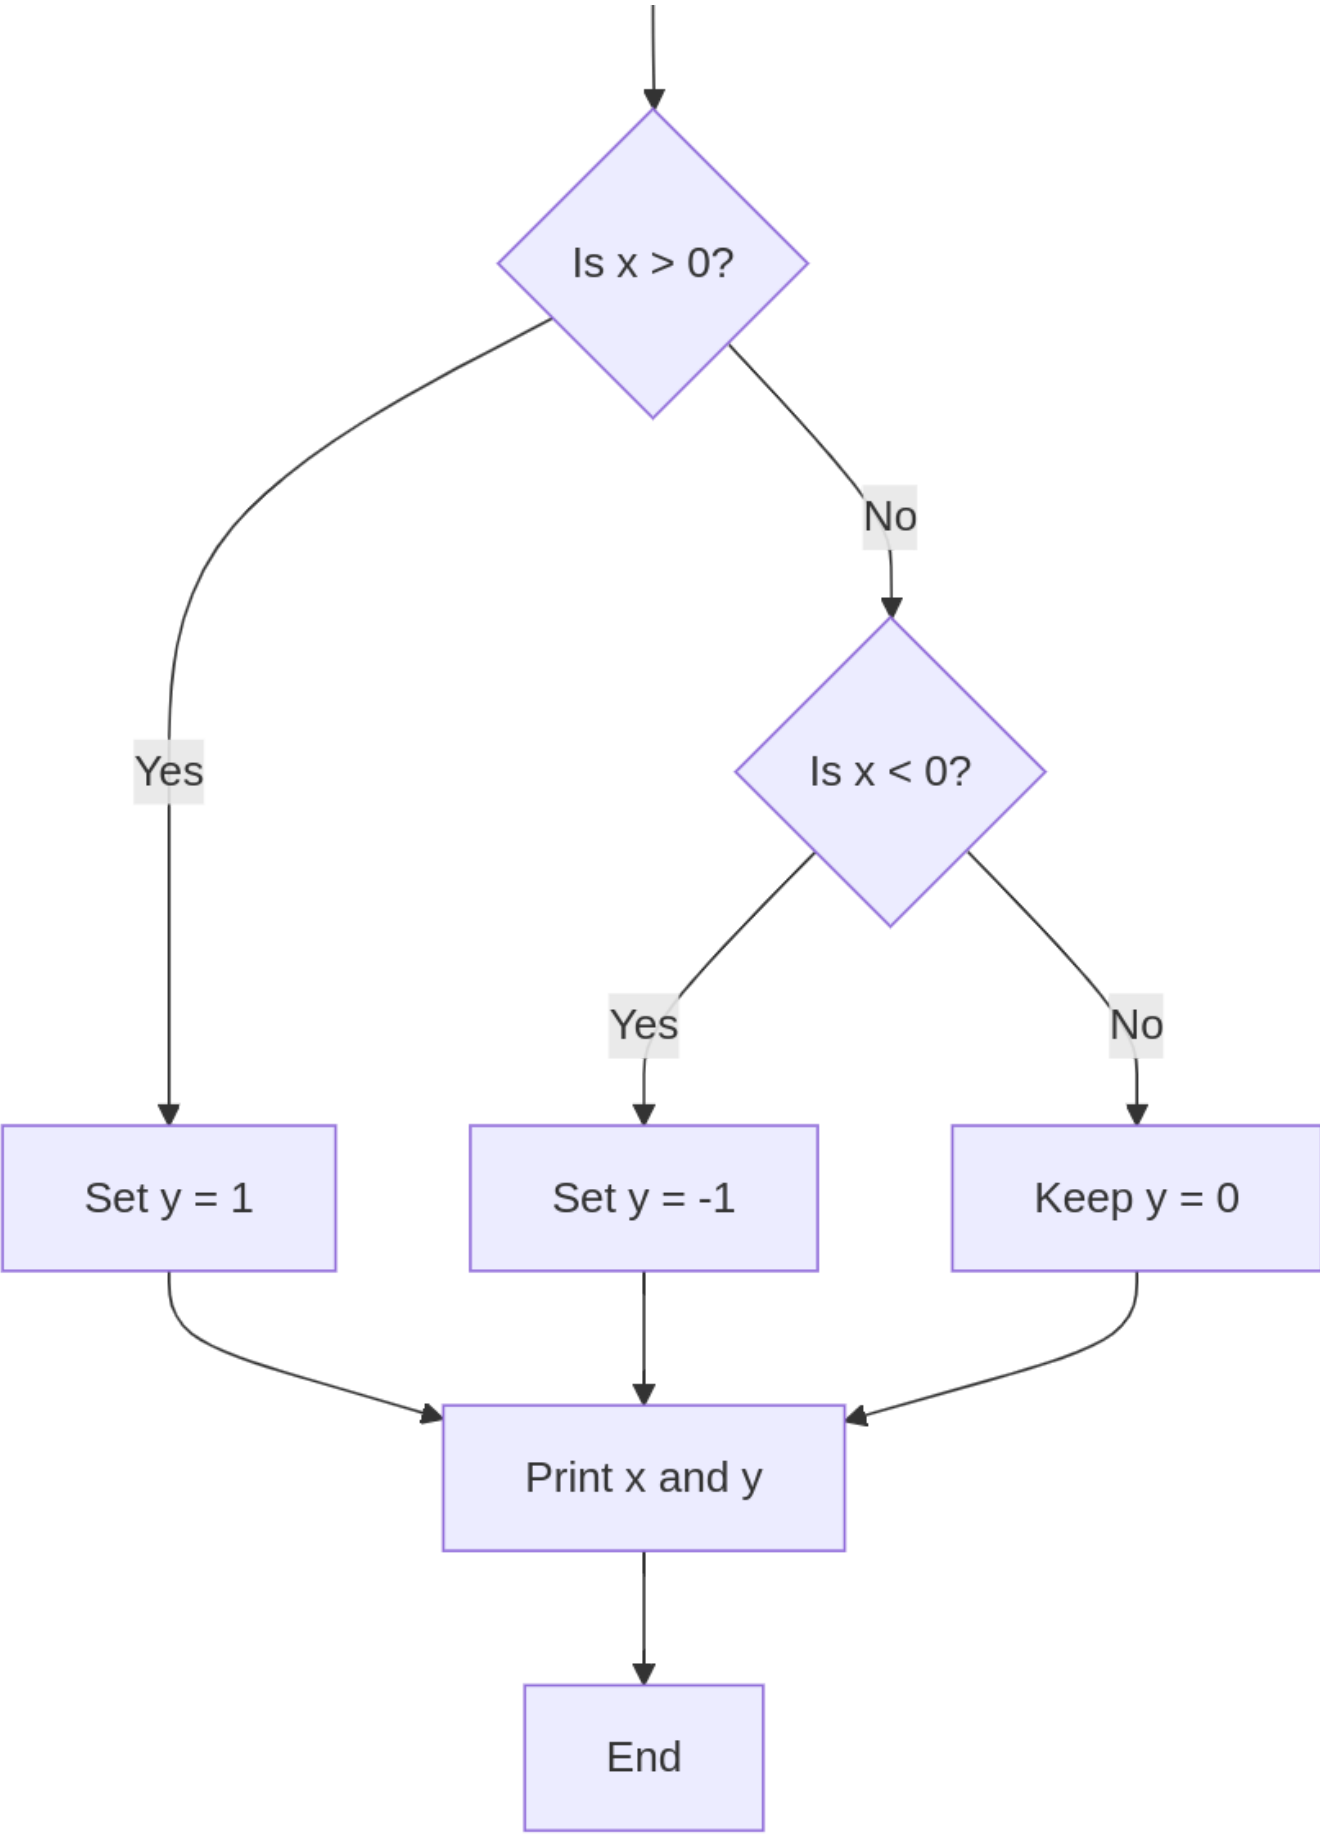 Is x > 0?
No
Yes
Is x < 0?
Yes
No
Set y = 1
Set y = -1
Keep y = 0
Print x and y
End